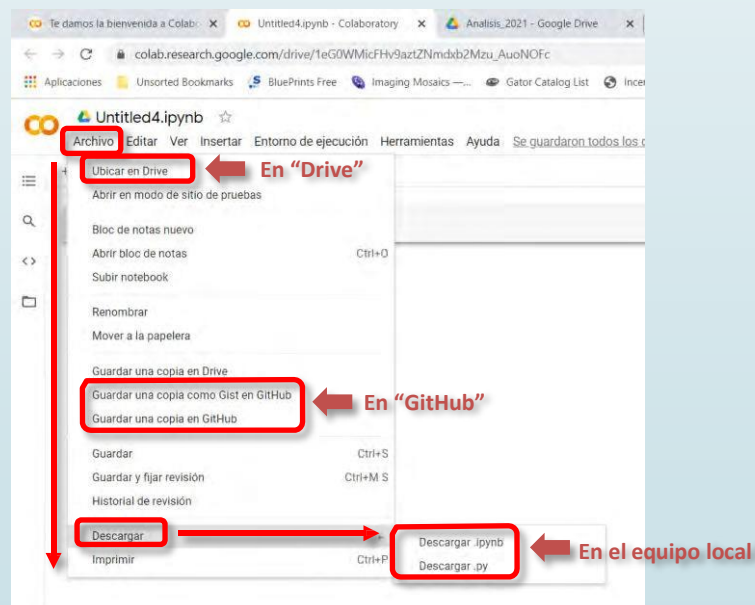 Te damos la bienvenida a Colab
Untitled4.ipynb - Colaboratory
Analisis_2021 - Google Drive
colab.research.google.com/drive/1eG0WMicFHv9aztZNmdxb2Mzu_AuoNOFc
Aplicaciones
Unsorted Bookmarks
BluePrints Free
Imaging Mosaics —...
Gator Catalog List
Incer
Untitled4.ipynb
Archivo Editar Ver Insertar Entorno de ejecución Herramientas Ayuda Se guardaron todos los c
Ubicar en Drive
En “Drive”
Abrir en modo de sitio de pruebas
Bloc de notas nuevo
Abrir bloc de notas Ctrl+O
Subir notebook
Renombrar
Mover a la papelera
Guardar una copia en Drive
Guardar una copia como Gist en GitHub
En “GitHub”
Guardar una copia en GitHub
Guardar Ctrl+S
Guardar y fijar revisión Ctrl+M S
Historial de revisión
Descargar
Descargar .ipynb
En el equipo local
Imprimir Ctrl+P
Descargar .py